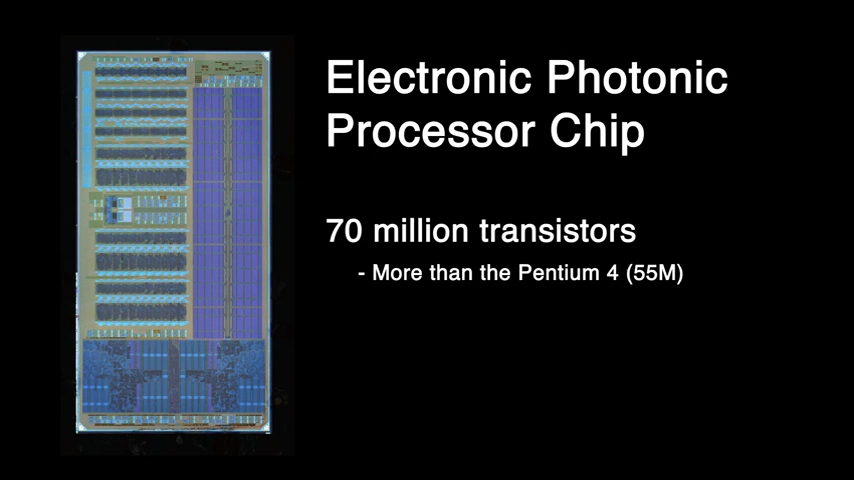 Electronic Photonic
Processor Chip
70 million transistors
- More than the Pentium 4 (55M)